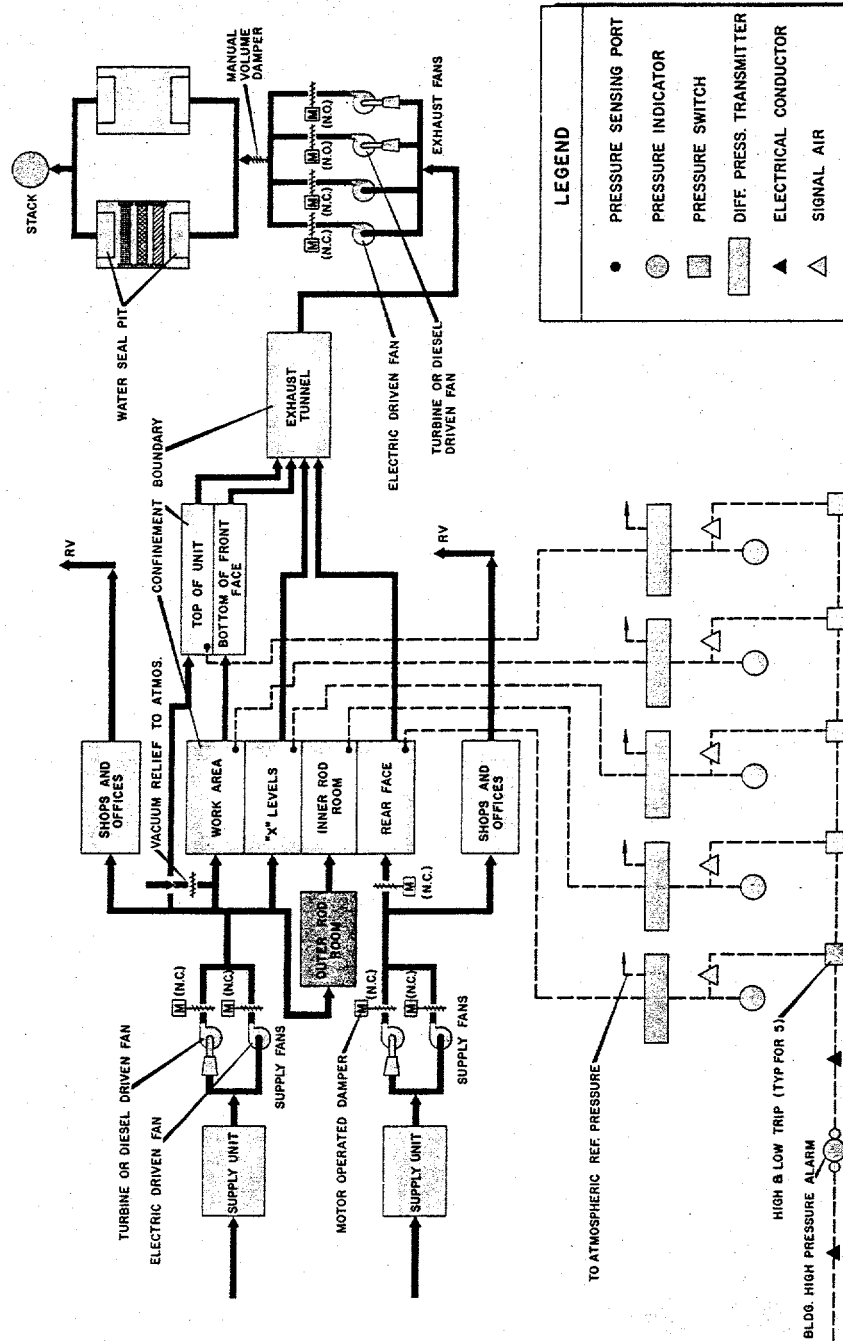 STACK
WATER SEAL PIT
MANUAL
VOLUME
DAMPER
M
(N.C.)
M
(N.C.)
M
(N.O.)
M
(N.O.)
EXHAUST FANS
ELECTRIC DRIVEN FAN
TURBINE OR DIESEL
DRIVEN FAN
EXHAUST
TUNNEL
CONFINEMENT BOUNDARY
RV
TOP OF UNIT
BOTTOM OF FRONT
FACE
VACUUM RELIEF TO ATMOS.
SHOPS AND
OFFICES
WORK AREA
"X" LEVELS
INNER ROD
ROOM
REAR FACE
SHOPS AND
OFFICES
RV
OUTER ROD
ROOM
M
(N.C.)
M (N.C.)
M (N.C.)
M (N.C.)
M (N.C.)
TURBINE OR DIESEL DRIVEN FAN
ELECTRIC DRIVEN FAN
SUPPLY FANS
SUPPLY UNIT
MOTOR OPERATED DAMPER
SUPPLY FANS
SUPPLY UNIT
TO ATMOSPHERIC REF. PRESSURE
HIGH & LOW TRIP (TYP FOR 5)
BLDG. HIGH PRESSURE ALARM
LEGEND
PRESSURE SENSING PORT
PRESSURE INDICATOR
PRESSURE SWITCH
DIFF. PRESS. TRANSMITTER
ELECTRICAL CONDUCTOR
SIGNAL AIR